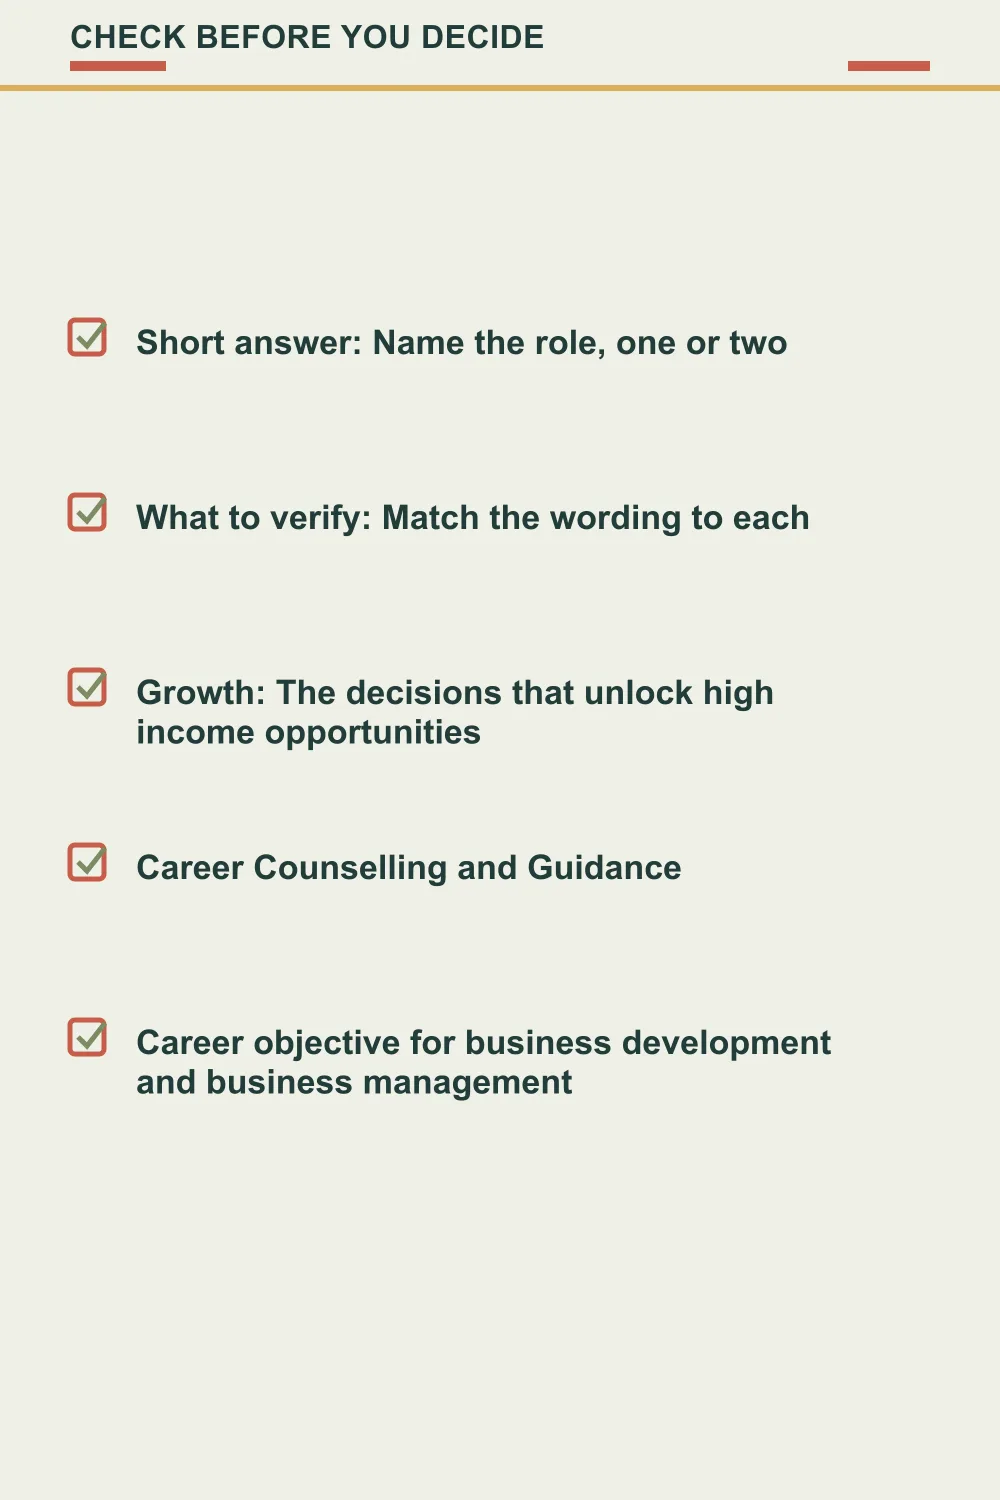 CHECK BEFORE YOU DECIDE
Short answer: Name the role, one or two
What to verify: Match the wording to each
Growth: The decisions that unlock high
income opportunities
Career Counselling and Guidance
Career objective for business development
and business management